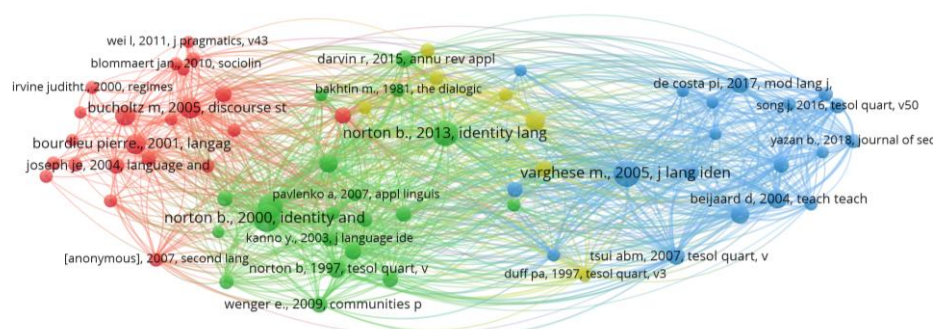 wei l, 2011, j pragmatics, v43
blommaert jan., 2010, sociolin
darvin r, 2015, annu rev appl
irvine juditht., 2000, regimes
bakhtin m., 1981, the dialogic
de costa pi, 2017, mod lang j,
bucholtz m, 2005, discourse st
song j, 2016, tesol quart, v50
norton b., 2013, identity lang
bourdieu pierre., 2001, langag
yazan b., 2018, journal of sec
joseph je, 2004, language and
varghese m., 2005, j lang iden
pavlenko a, 2007, appl linguis
beijaard d, 2004, teach teach
norton b., 2000, identity and
kanno y., 2003, j language ide
[anonymous], 2007, second lang
tsui abm, 2007, tesol quart, v
norton b, 1997, tesol quart, v
duff pa, 1997, tesol quart, v3
wenger e., 2009, communities p